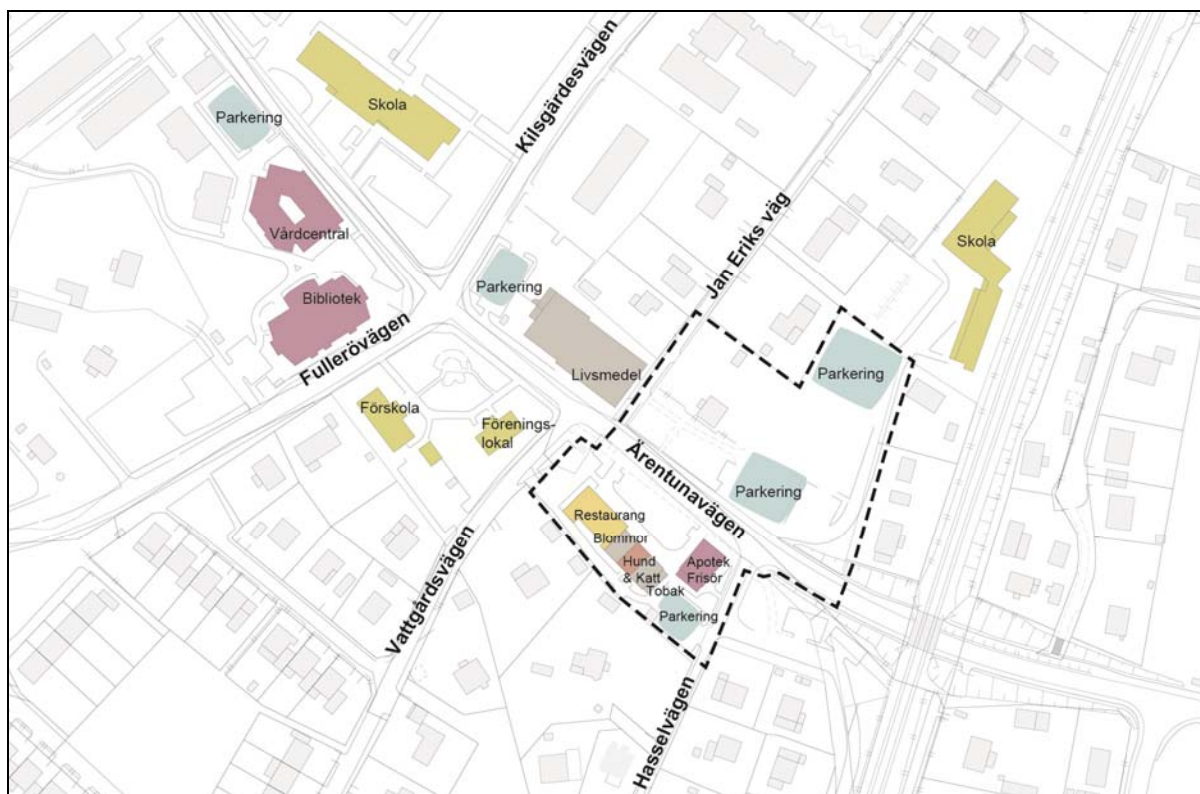 Kilsgärdesvägen
Skola
Parkering
Jan Eriks väg
Vårdcentral
Skola
Parkering
Bibliotek
Fullerövägen
Livsmedel
Parkering
Förskola
Förenings-
lokal
Ärentunavägen
Parkering
Restaurang
Blommor
Hund
& Katt
Apotek
Frisör
Tobak
Parkering
Vattgårdsvägen
Hasselvägen